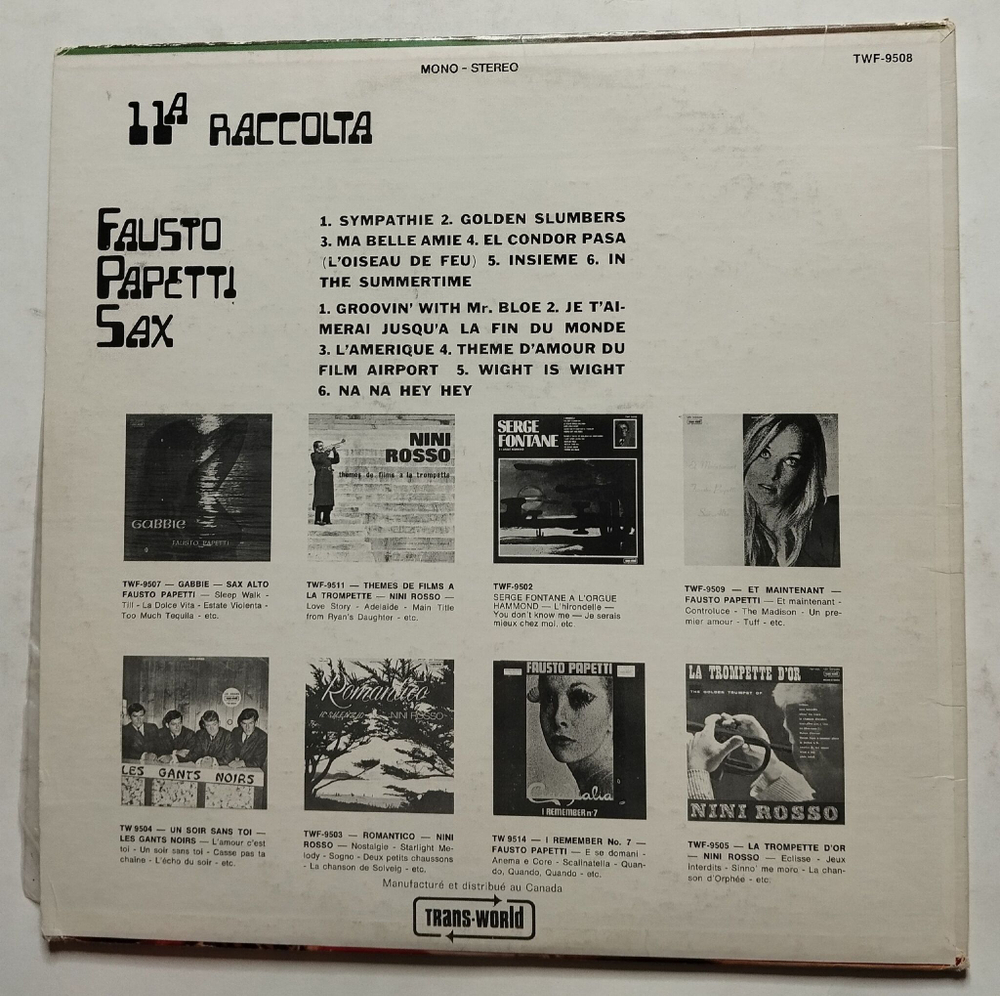 MONO - STEREO
TWF-9508
11A RACCOLTA
FAUSTO
PAPETTI
SAX
1. SYMPATHIE 2. GOLDEN SLUMBERS
3. MA BELLE AMIE 4. EL CONDOR PASA
(L'OISEAU DE FEU) 5. INSIEME 6. IN
THE SUMMERTIME
1. GROOVIN' WITH Mr. BLOE 2. JE T'AI-
MERAI JUSQU'A LA FIN DU MONDE
3. L'AMERIQUE 4. THEME D'AMOUR DU
FILM AIRPORT 5. WIGHT IS WIGHT
6. NA NA HEY HEY
GABBIE
FAUSTO PAPETTI
NINI
ROSSO
themes de films a la trompette
SERGE
FONTANE
TWF-9507 — GABBIE — SAX ALTO
FAUSTO PAPETTI — Sleep Walk -
Till - La Dolce Vita - Estate Violenta -
Too Much Tequila - etc.
TWF-9511 — THEMES DE FILMS A
LA TROMPETTE — NINI ROSSO —
Love Story - Adelaide - Main Title
from Ryan's Daughter - etc.
TWF-9502
SERGE FONTANE A L'ORGUE
HAMMOND — L'hirondelle —
You don't know me — Je serais
mieux chez moi. etc.
TWF-9509 — ET MAINTENANT —
FAUSTO PAPETTI — Et maintenant -
Controluce - The Madison - Un pre-
mier amour - Tuff - etc.
LES GANTS NOIRS
Romantico
NINI ROSSO
FAUSTO PAPETTI
I REMEMBER n° 7
LA TROMPETTE D'OR
THE GOLDEN TRUMPET OF
NINI ROSSO
TW 9504 — UN SOIR SANS TOI —
LES GANTS NOIRS — L'amour c'est
toi - Un soir sans toi - Casse pas ta
chaîne - L'écho du soir - etc.
TWF-9503 — ROMANTICO — NINI
ROSSO — Nostalgie - Starlight Me-
lody - Sogno - Deux petits chaussons
- La chanson de Solveig - etc.
TW 9514 — I REMEMBER No. 7 —
FAUSTO PAPETTI — E se domani -
Anema e Core - Scalinatella - Quan-
do, Quando, Quando - etc.
TWF-9505 — LA TROMPETTE D'OR
— NINI ROSSO — Eclisse - Jeux
Interdits - Sinno' me moro - La chan-
son d'Orphée - etc.
Manufacturé et distribué au Canada
TRANS-WORLD